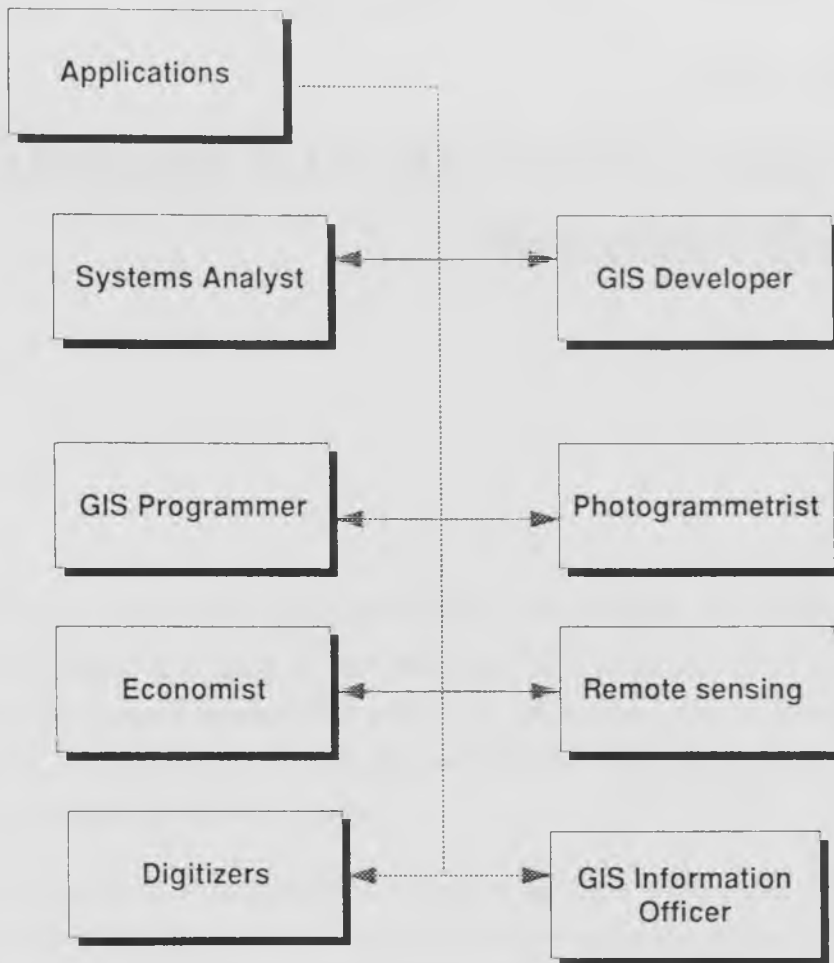 Applications
Systems Analyst
GIS Developer
GIS Programmer
Photogrammetrist
Economist
Remote sensing
Digitizers
GIS Information
Officer